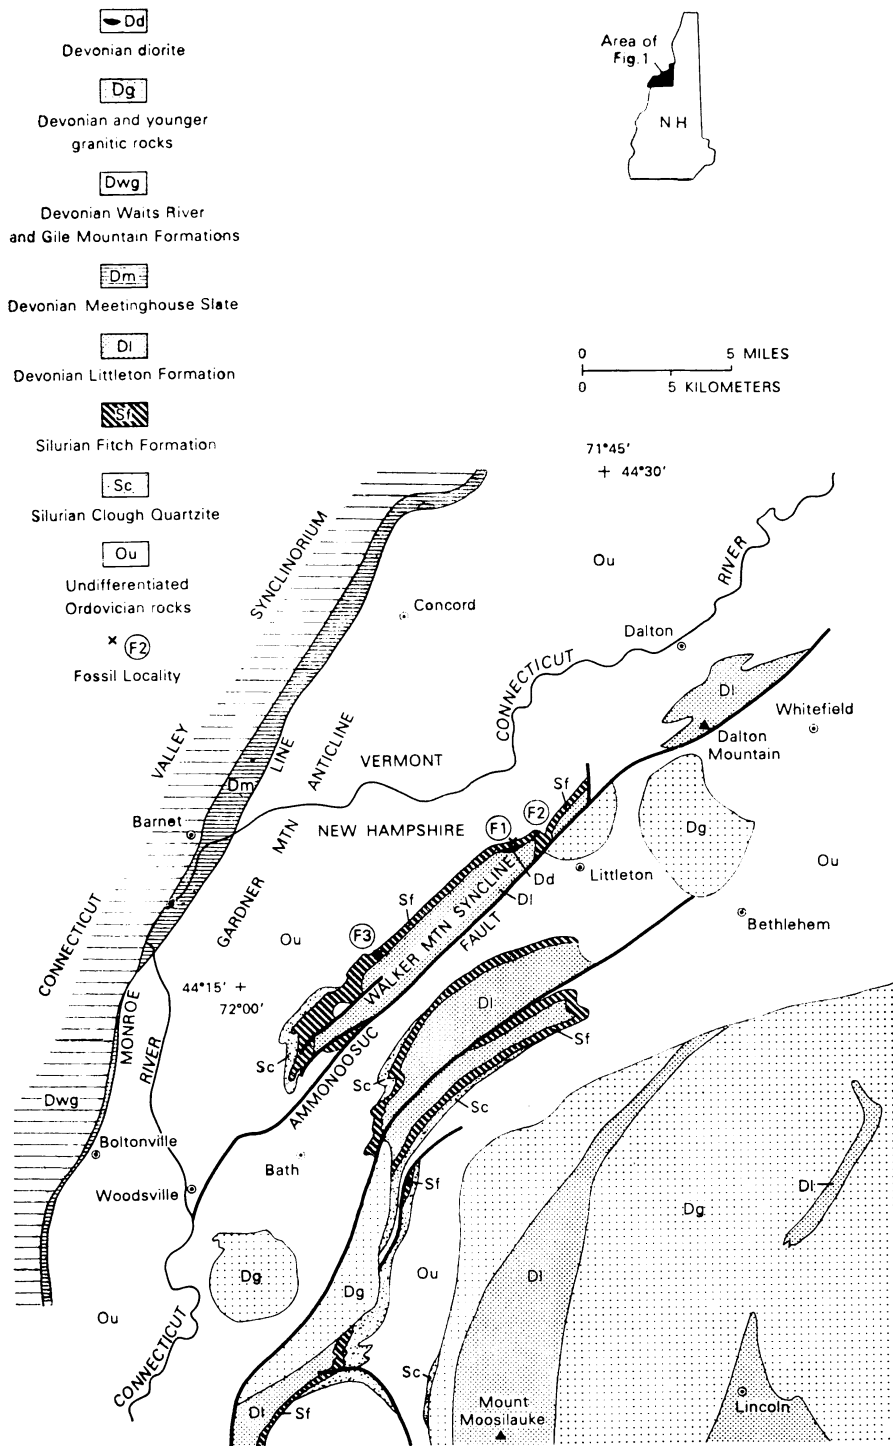 Dd
Devonian diorite
Dg
Devonian and younger
granitic rocks
Dwg
Devonian Waits River
and Gile Mountain Formations
Dm
Devonian Meetinghouse Slate
Dl
Devonian Littleton Formation
Sf
Silurian Fitch Formation
Sc
Silurian Clough Quartzite
Ou
Undifferentiated
Ordovician rocks
x F2
Fossil Locality
Area of
Fig.1
NH
0 5 MILES
0 5 KILOMETERS
71°45'
+ 44°30'
CONNECTICUT VALLEY SYNCLINORIUM
Concord
Ou
CONNECTICUT RIVER
Dalton
Dl
Dalton
Mountain
Whitefield
MONROE LINE
GARDNER MTN ANTICLINE
VERMONT
NEW HAMPSHIRE
Dm
Barnet
Sf
F2
F1
Dg
Ou
Dd
Dl
Littleton
Bethlehem
WALKER MTN SYNCLINE
Sf
F3
Ou
AMMONOOSUC FAULT
44°15' +
72°00'
Dl
Sf
Sc
Sc
Sc
Dwg
RIVER
Boltonville
Woodsville
Bath
Sf
Dl
Dg
Dg
Dg
Ou
Dl
Ou
CONNECTICUT
Sc
Dl
Sf
Mount
Moosilauke
Lincoln